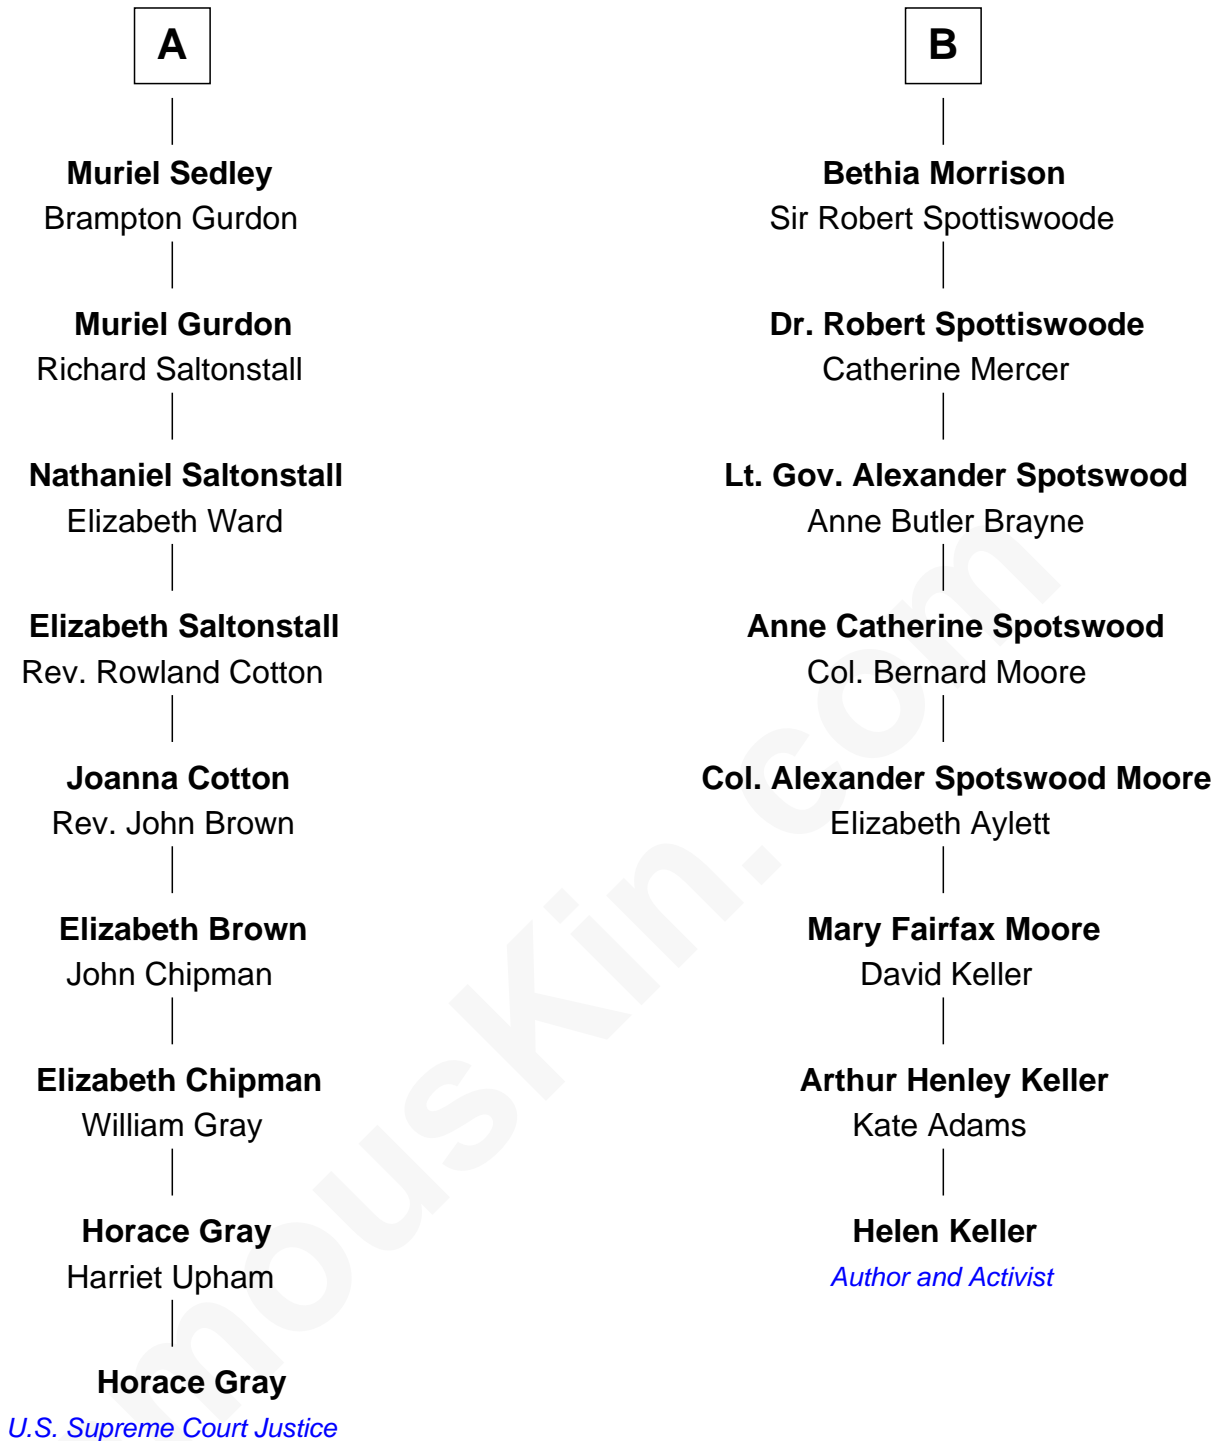 A
Muriel Sedley
Brampton Gurdon
Muriel Gurdon
Richard Saltonstall
Nathaniel Saltonstall
Elizabeth Ward
Elizabeth Saltonstall
Rev. Rowland Cotton
Joanna Cotton
Rev. John Brown
Elizabeth Brown
John Chipman
Elizabeth Chipman
William Gray
Horace Gray
Harriet Upham
Horace Gray
U.S. Supreme Court Justice
B
Bethia Morrison
Sir Robert Spottiswoode
Dr. Robert Spottiswoode
Catherine Mercer
Lt. Gov. Alexander Spotswood
Anne Butler Brayne
Anne Catherine Spotswood
Col. Bernard Moore
Col. Alexander Spotswood Moore
Elizabeth Aylett
Mary Fairfax Moore
David Keller
Arthur Henley Keller
Kate Adams
Helen Keller
Author and Activist
mousKin.com